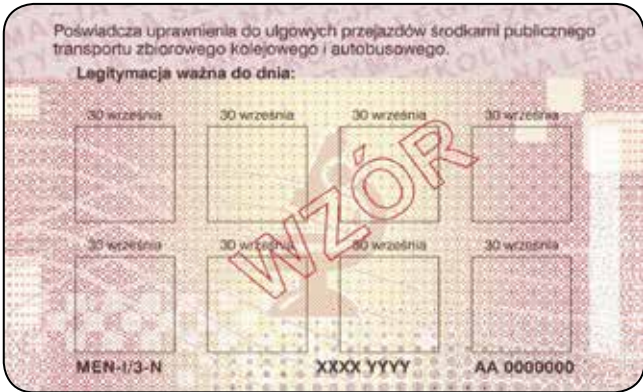 Poświadcza uprawnienia do ulgowych przejazdów środkami publicznego
transportu zbiorowego kolejowego i autobusowego.
Legitymacja ważna do dnia:
30 września 30 września 30 września 30 września
30 września 30 września 30 września 30 września
WZÓR
MEN-I/3-N XXXX YYYY AA 0000000